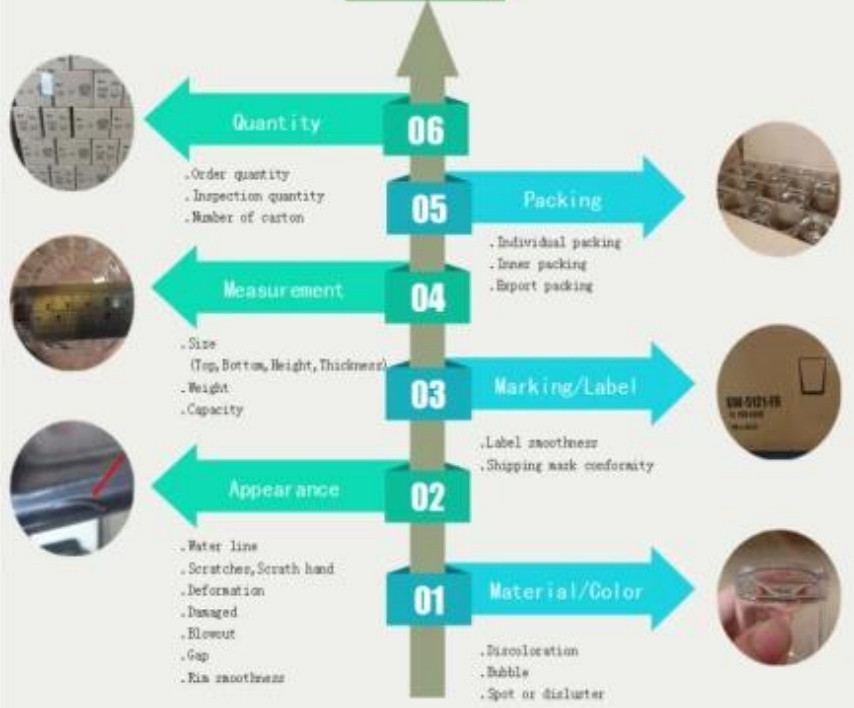 06
Quantity
.Order quantity
.Inspection quantity
.Number of carton
05
Packing
.Individual packing
.Inner packing
.Export packing
04
Measurement
.Size
(Top,Bottom,Height,Thickness)
.Weight
.Capacity
03
Marking/Label
.Label smoothness
.Shipping mark conformity
02
Appearance
.Water line
.Scratches,Scrath hand
.Deformation
.Damaged
.Blowout
.Gap
.Rim smoothness
01
Material/Color
.Discoloration
.Bubble
.Spot or disluster